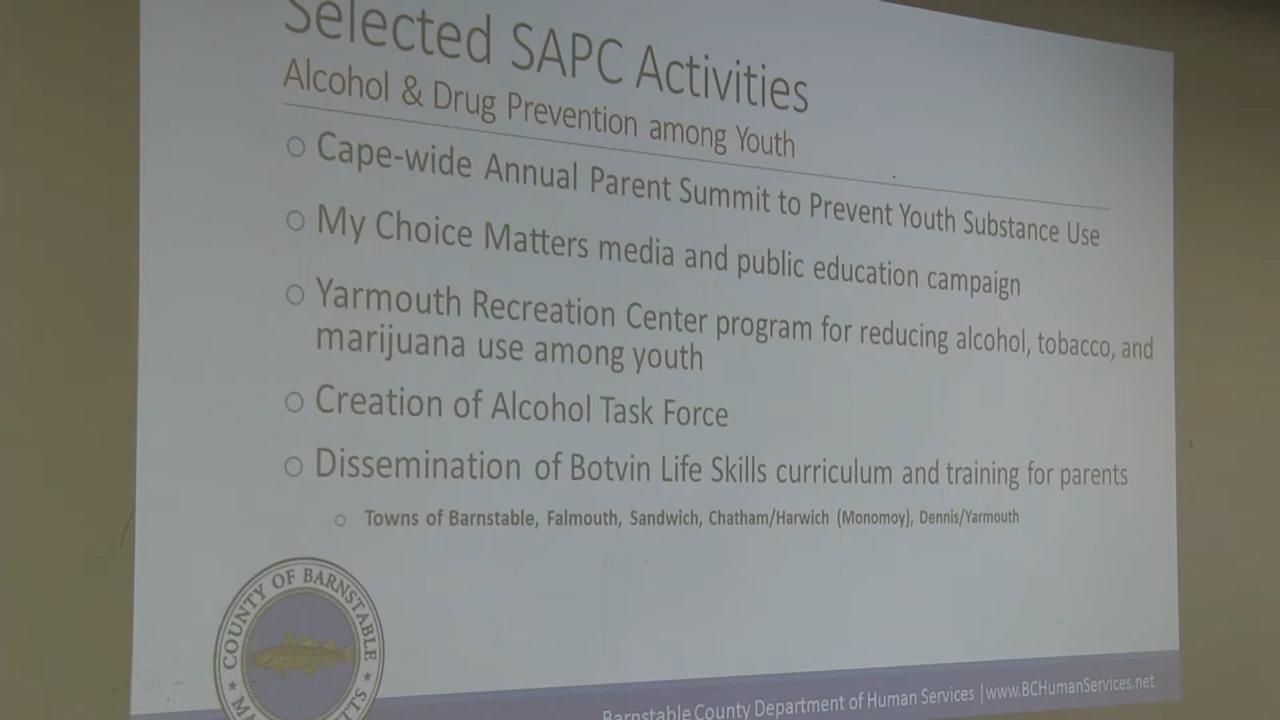 Selected SAPC Activities
Alcohol & Drug Prevention among Youth
Cape-wide Annual Parent Summit to Prevent Youth Substance Use
My Choice Matters media and public education campaign
Yarmouth Recreation Center program for reducing alcohol, tobacco, and
marijuana use among youth
Creation of Alcohol Task Force
Dissemination of Botvin Life Skills curriculum and training for parents
Towns of Barnstable, Falmouth, Sandwich, Chatham/Harwich (Monomoy), Dennis/Yarmouth
COUNTY OF BARNSTABLE
Barnstable County Department of Human Services | www.BCHumanServices.net